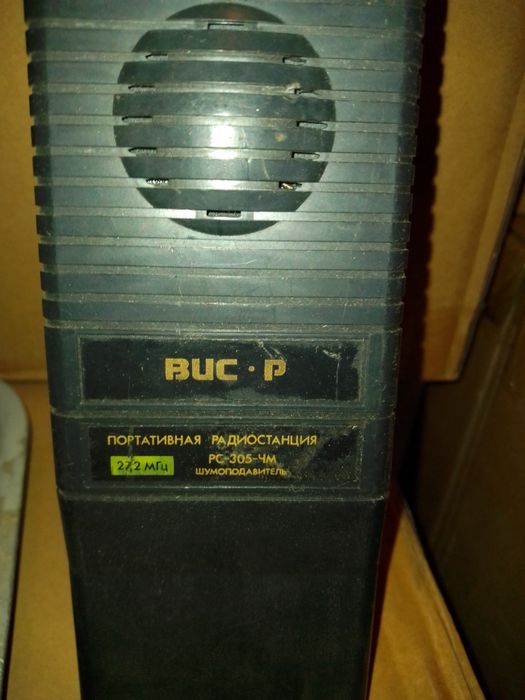 ВИС · Р
ПОРТАТИВНАЯ РАДИОСТАНЦИЯ
27,2 МГц РС-305-ЧМ
ШУМОПОДАВИТЕЛЬ